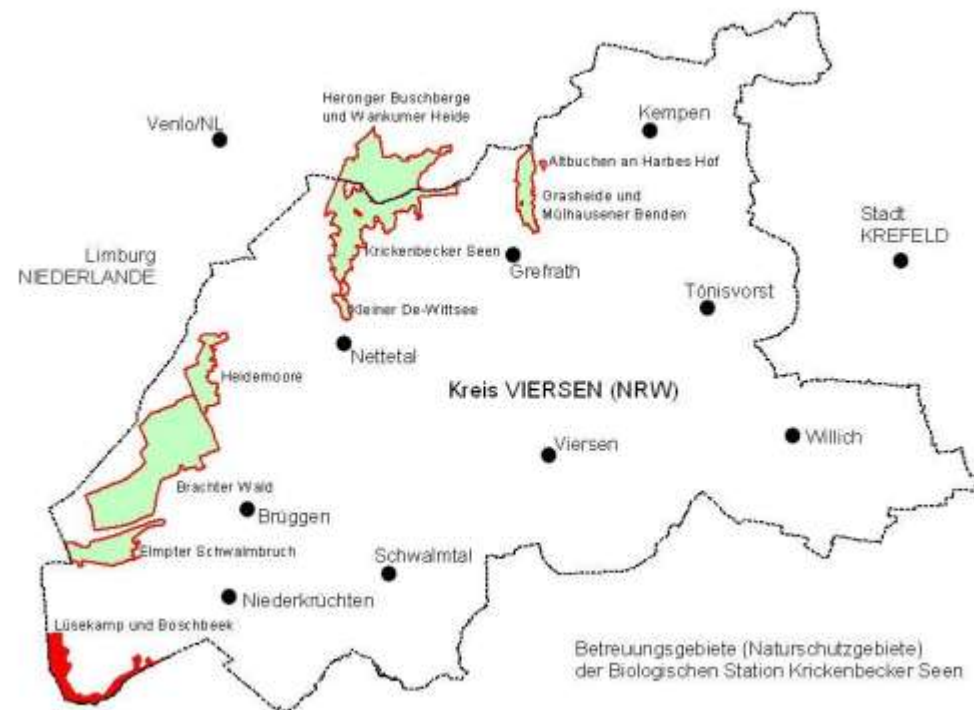 Heronger Buschberge
und Wankumer Heide
Venlo/NL
Kempen
Altbuchen an Harbes Hof
Grasheide und
Mülhausener Benden
Stadt
KREFELD
Limburg
NIEDERLANDE
Krickenbecker Seen
Grefrath
Kleiner De-Wittsee
Tönisvorst
Nettetal
Heidemoore
Kreis VIERSEN (NRW)
Viersen
Willich
Brachter Wald
Brüggen
Elmpter Schwalmbruch
Schwalmtal
Niederkrüchten
Lüsekamp und Boschbeek
Betreuungsgebiete (Naturschutzgebiete)
der Biologischen Station Krickenbecker Seen